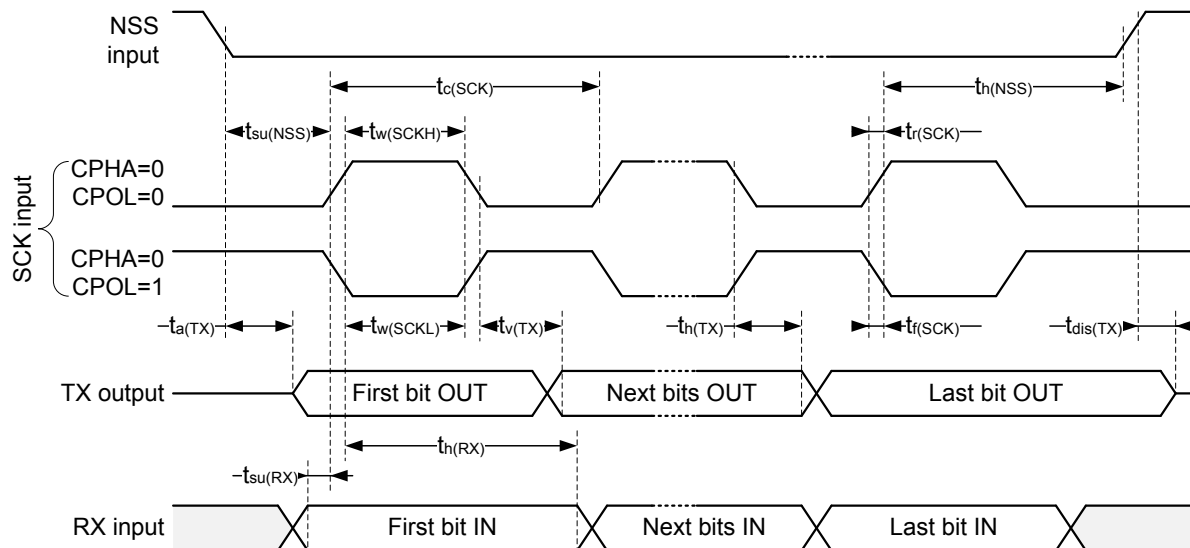 NSS
input
tc(SCK)
th(NSS)
tsu(NSS)
tw(SCKH)
tr(SCK)
SCK input
CPHA=0
CPOL=0
CPHA=0
CPOL=1
ta(TX)
tw(SCKL)
tv(TX)
th(TX)
tf(SCK)
tdis(TX)
TX output
First bit OUT
Next bits OUT
Last bit OUT
th(RX)
tsu(RX)
RX input
First bit IN
Next bits IN
Last bit IN